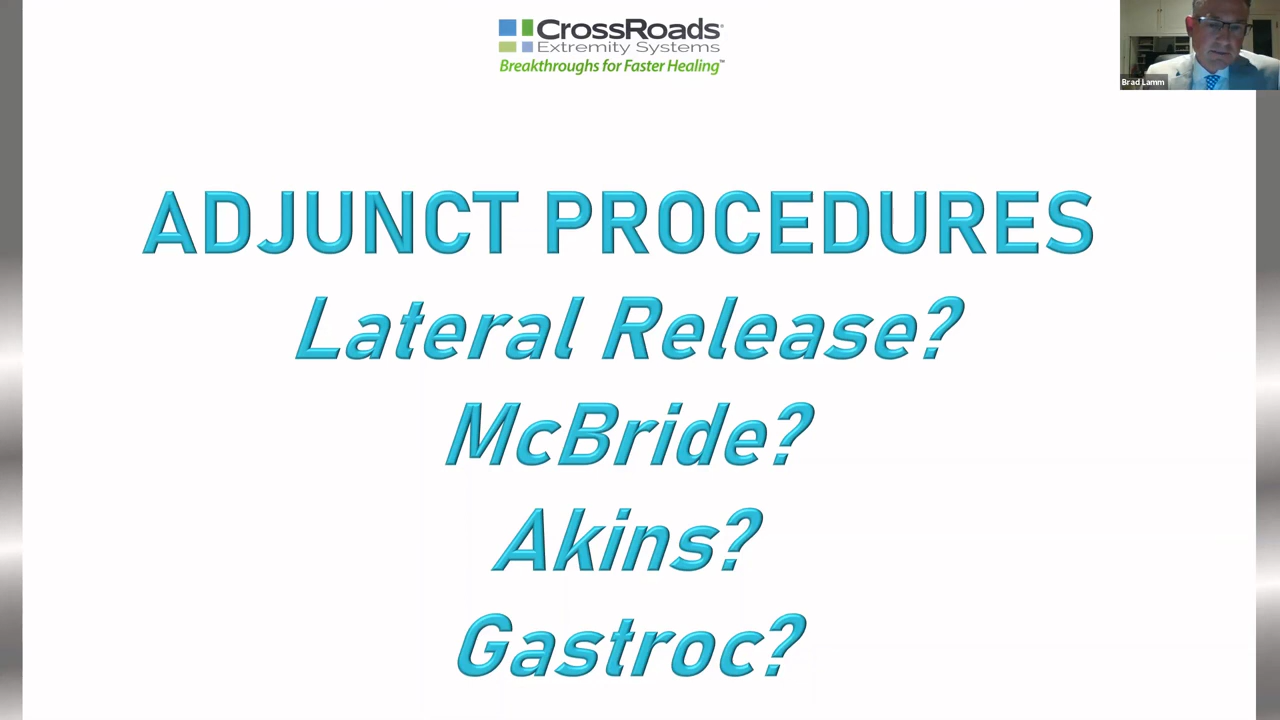 CrossRoads®
Extremity Systems
Breakthroughs for Faster Healing™
Brad Lamm
ADJUNCT PROCEDURES
Lateral Release?
McBride?
Akins?
Gastroc?